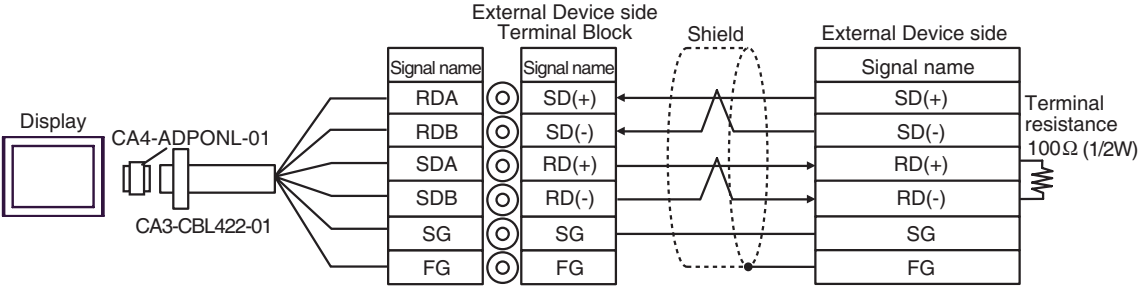 External Device side
Terminal Block
Shield
External Device side
Signal name
Signal name
Signal name
RDA
SD(+)
SD(+)
RDB
SD(-)
SD(-)
SDA
RD(+)
RD(+)
SDB
RD(-)
RD(-)
SG
SG
SG
FG
FG
FG
Display
CA4-ADPONL-01
CA3-CBL422-01
Terminal
resistance
100Ω (1/2W)